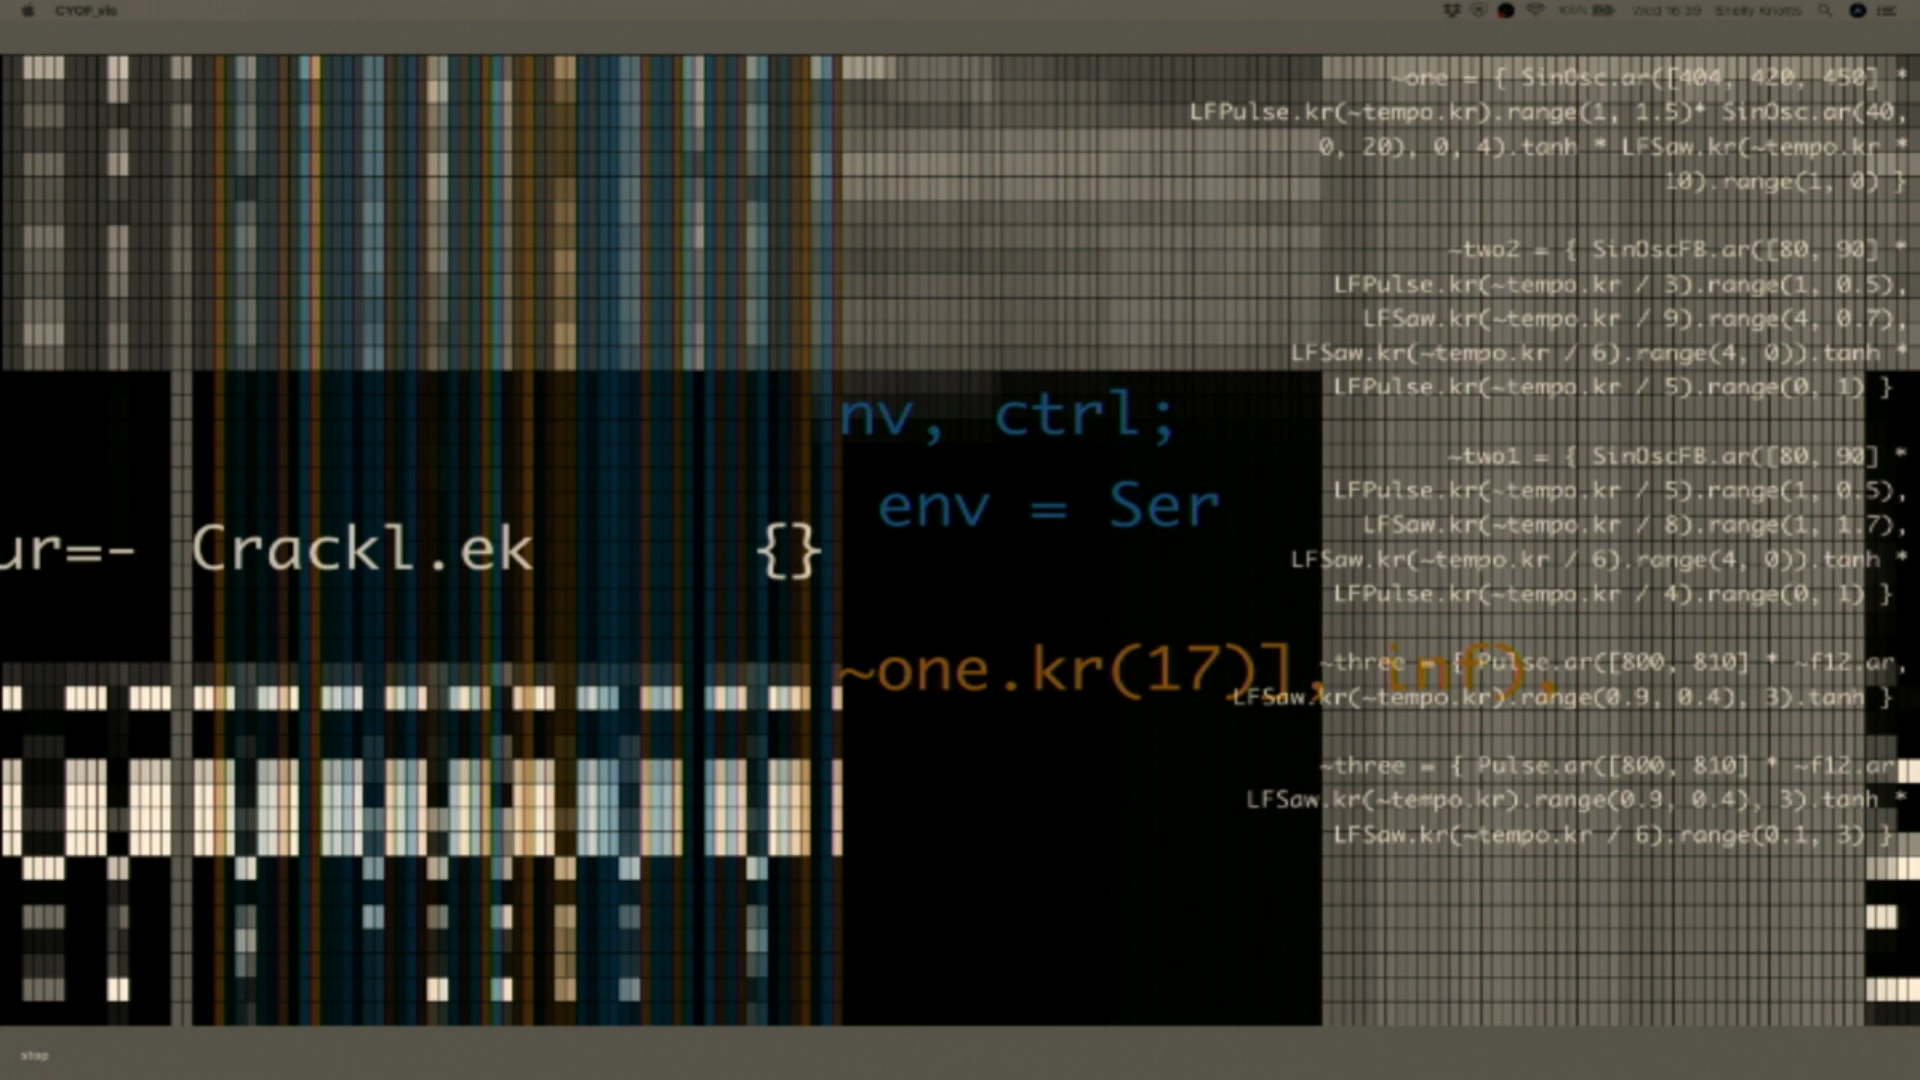 CYOF_vis
100% Wed 16:39 Shelly Knotts
~one = { SinOsc.ar([404, 420, 450] *
LFPulse.kr(~tempo.kr).range(1, 1.5)* SinOsc.ar(40,
0, 20), 0, 4).tanh * LFSaw.kr(~tempo.kr *
10).range(1, 0) }
~two2 = { SinOscFB.ar([80, 90] *
LFPulse.kr(~tempo.kr / 3).range(1, 0.5),
LFSaw.kr(~tempo.kr / 9).range(4, 0.7),
LFSaw.kr(~tempo.kr / 6).range(4, 0)).tanh *
LFPulse.kr(~tempo.kr / 5).range(0, 1) }
nv, ctrl;
~two1 = { SinOscFB.ar([80, 90] *
LFPulse.kr(~tempo.kr / 5).range(1, 0.5),
env = Ser
LFSaw.kr(~tempo.kr / 8).range(1, 1.7),
ur=- Crackl.ek {}
LFSaw.kr(~tempo.kr / 6).range(4, 0)).tanh *
LFPulse.kr(~tempo.kr / 4).range(0, 1) }
~one.kr(17)], inf),
~three = { Pulse.ar([800, 810] * ~f12.ar,
LFSaw.kr(~tempo.kr).range(0.9, 0.4), 3).tanh }
~three = { Pulse.ar([800, 810] * ~f12.ar
LFSaw.kr(~tempo.kr).range(0.9, 0.4), 3).tanh *
LFSaw.kr(~tempo.kr / 6).range(0.1, 3) }
stop